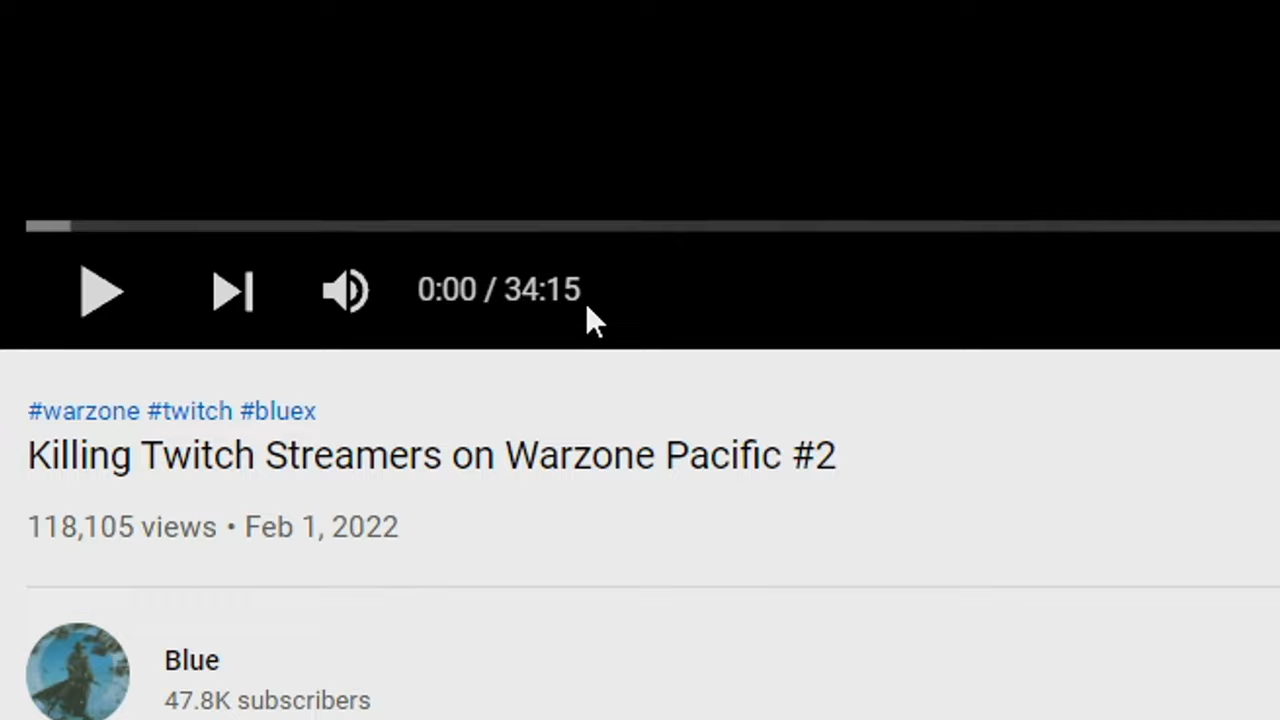 0:00 / 34:15
#warzone #twitch #bluex
Killing Twitch Streamers on Warzone Pacific #2
118,105 views • Feb 1, 2022
Blue
47.8K subscribers